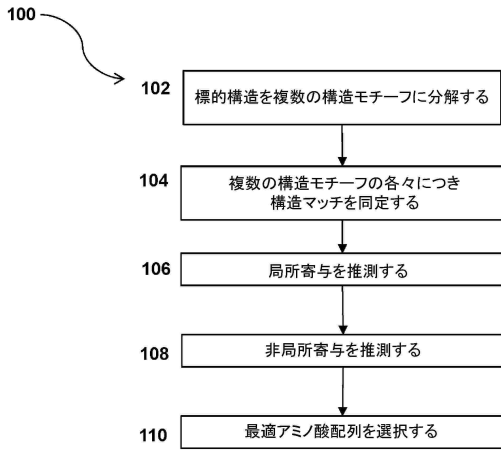 100
102
標的構造を複数の構造モチーフに分解する
104
複数の構造モチーフの各々につき
構造マッチを同定する
106
局所寄与を推測する
108
非局所寄与を推測する
110
最適アミノ酸配列を選択する